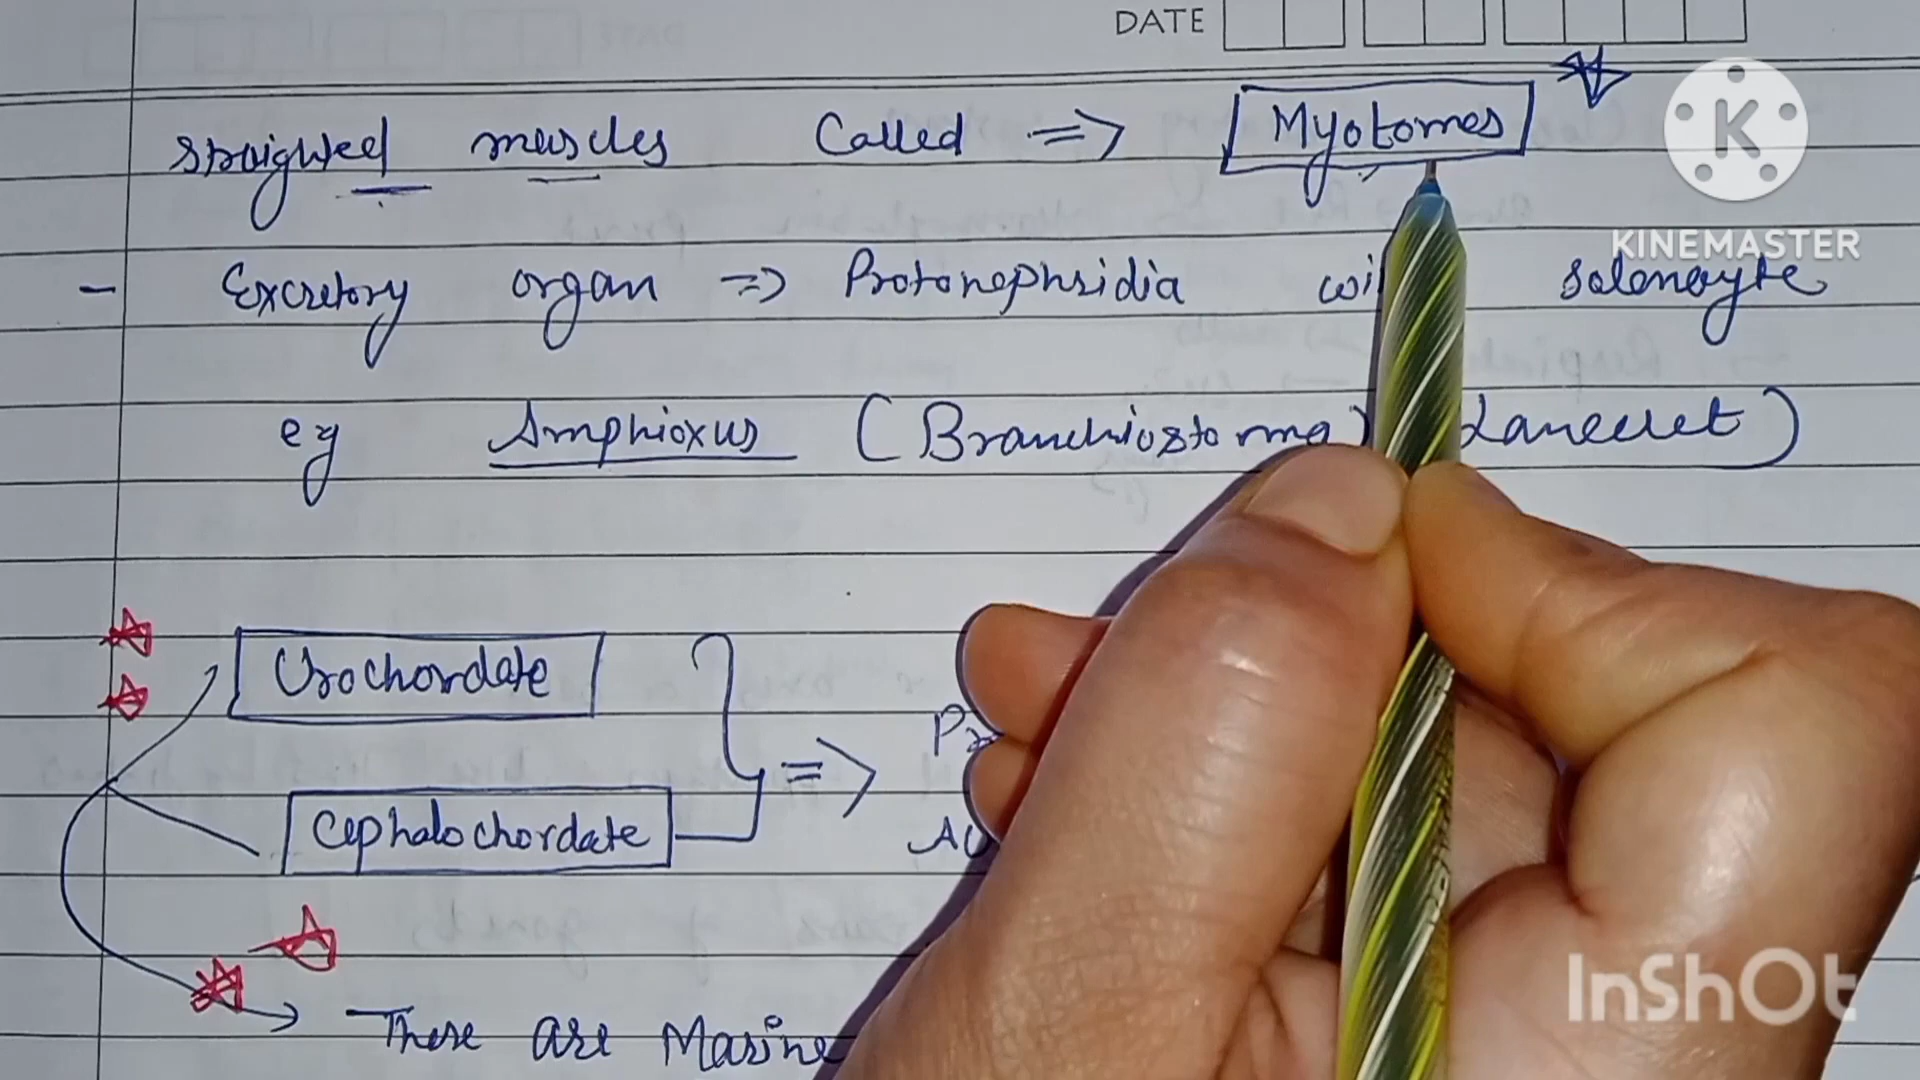 DATE
straighted muscles Called => Myotomes
K
KINEMASTER
- Excretory organ => Protonephridia wi solenocyte
eg Amphioxus (Branchiostoma) Lancelet)
Urochordate
=>
Cephalochordate
InShOt
These are Marine